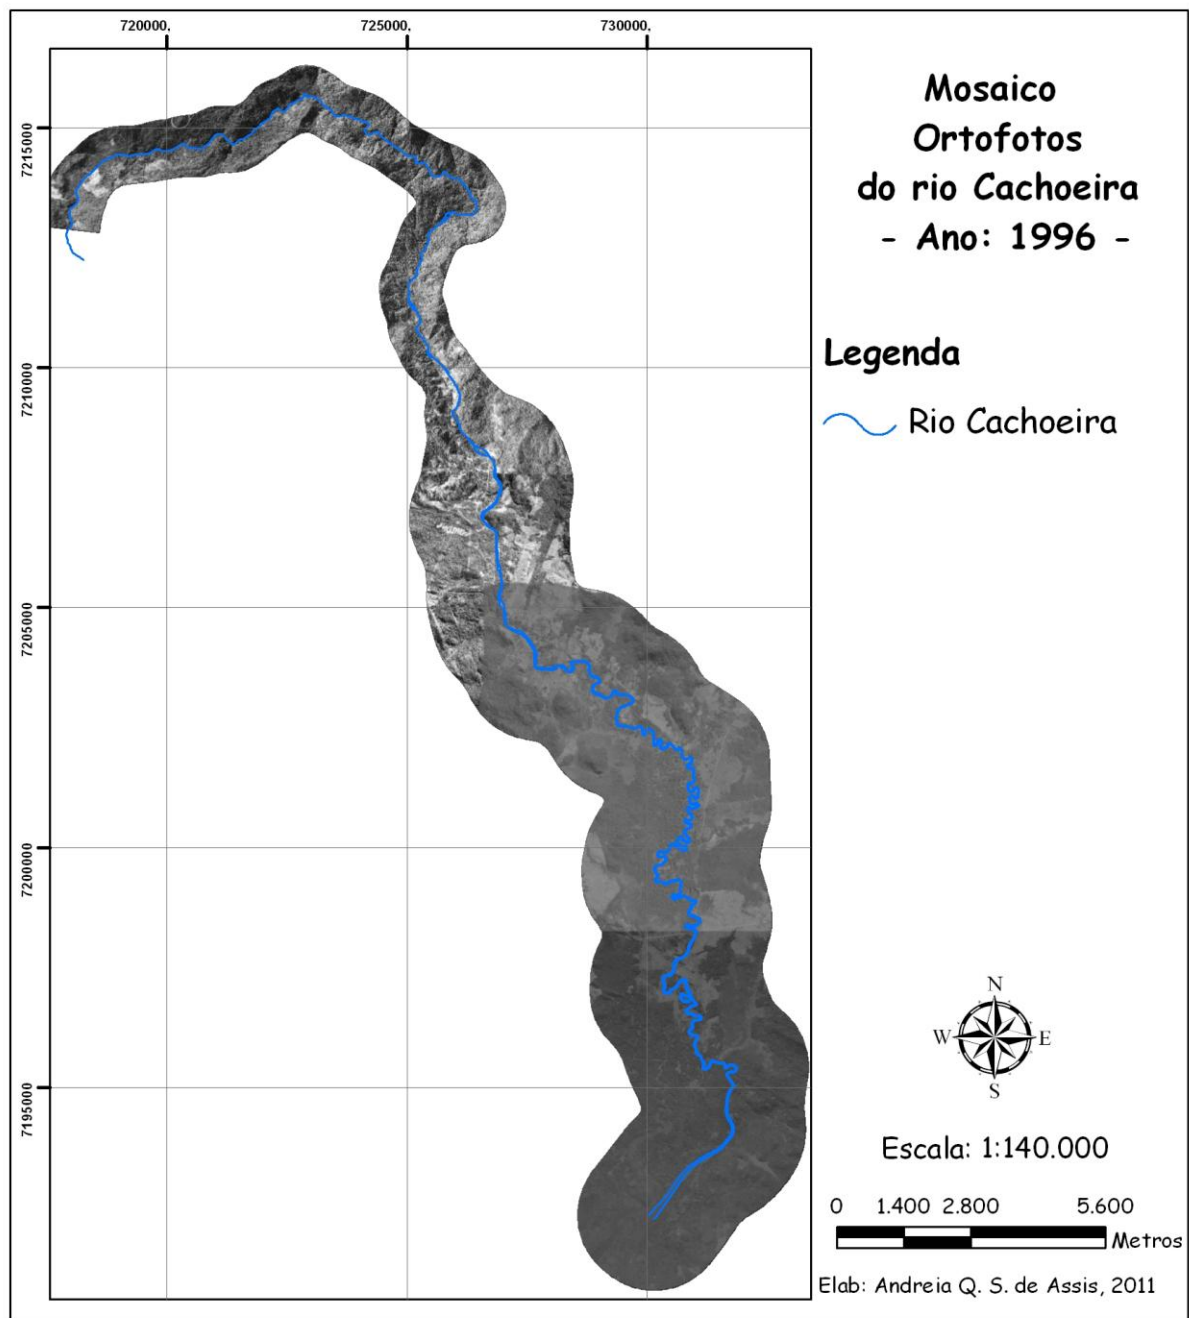 720000.
725000.
730000.
7215000
7210000
7205000
7200000
7195000
Mosaico
Ortofotos
do rio Cachoeira
- Ano: 1996 -
Legenda
Rio Cachoeira
N
W
E
S
Escala: 1:140.000
0 1.400 2.800 5.600
Metros
Elab: Andreia Q. S. de Assis, 2011